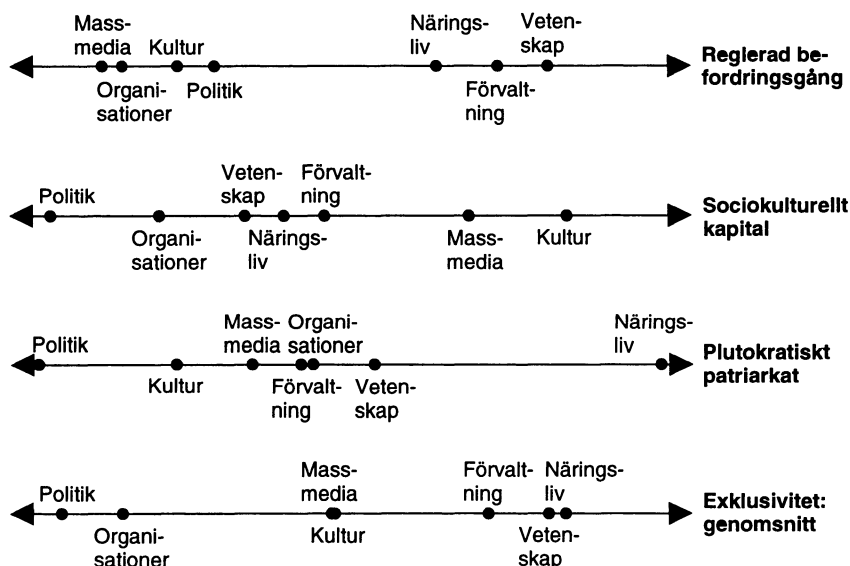 Mass-
media Kultur
Närings-
liv
Veten-
skap
Organi-
sationer
Politik
Förvalt-
ning
Reglerad be-
fordringsgång
Politik
Veten-
skap
Förvalt-
ning
Organi-
sationer
Närings-
liv
Mass-
media
Kultur
Sociokulturellt
kapital
Politik
Mass-
media
Organi-
sationer
Närings-
liv
Kultur
Förvalt-
ning
Veten-
skap
Plutokratiskt
patriarkat
Politik
Mass-
media
Förvalt-
ning
Närings-
liv
Organi-
sationer
Kultur
Veten-
skap
Exklusivitet:
genomsnitt